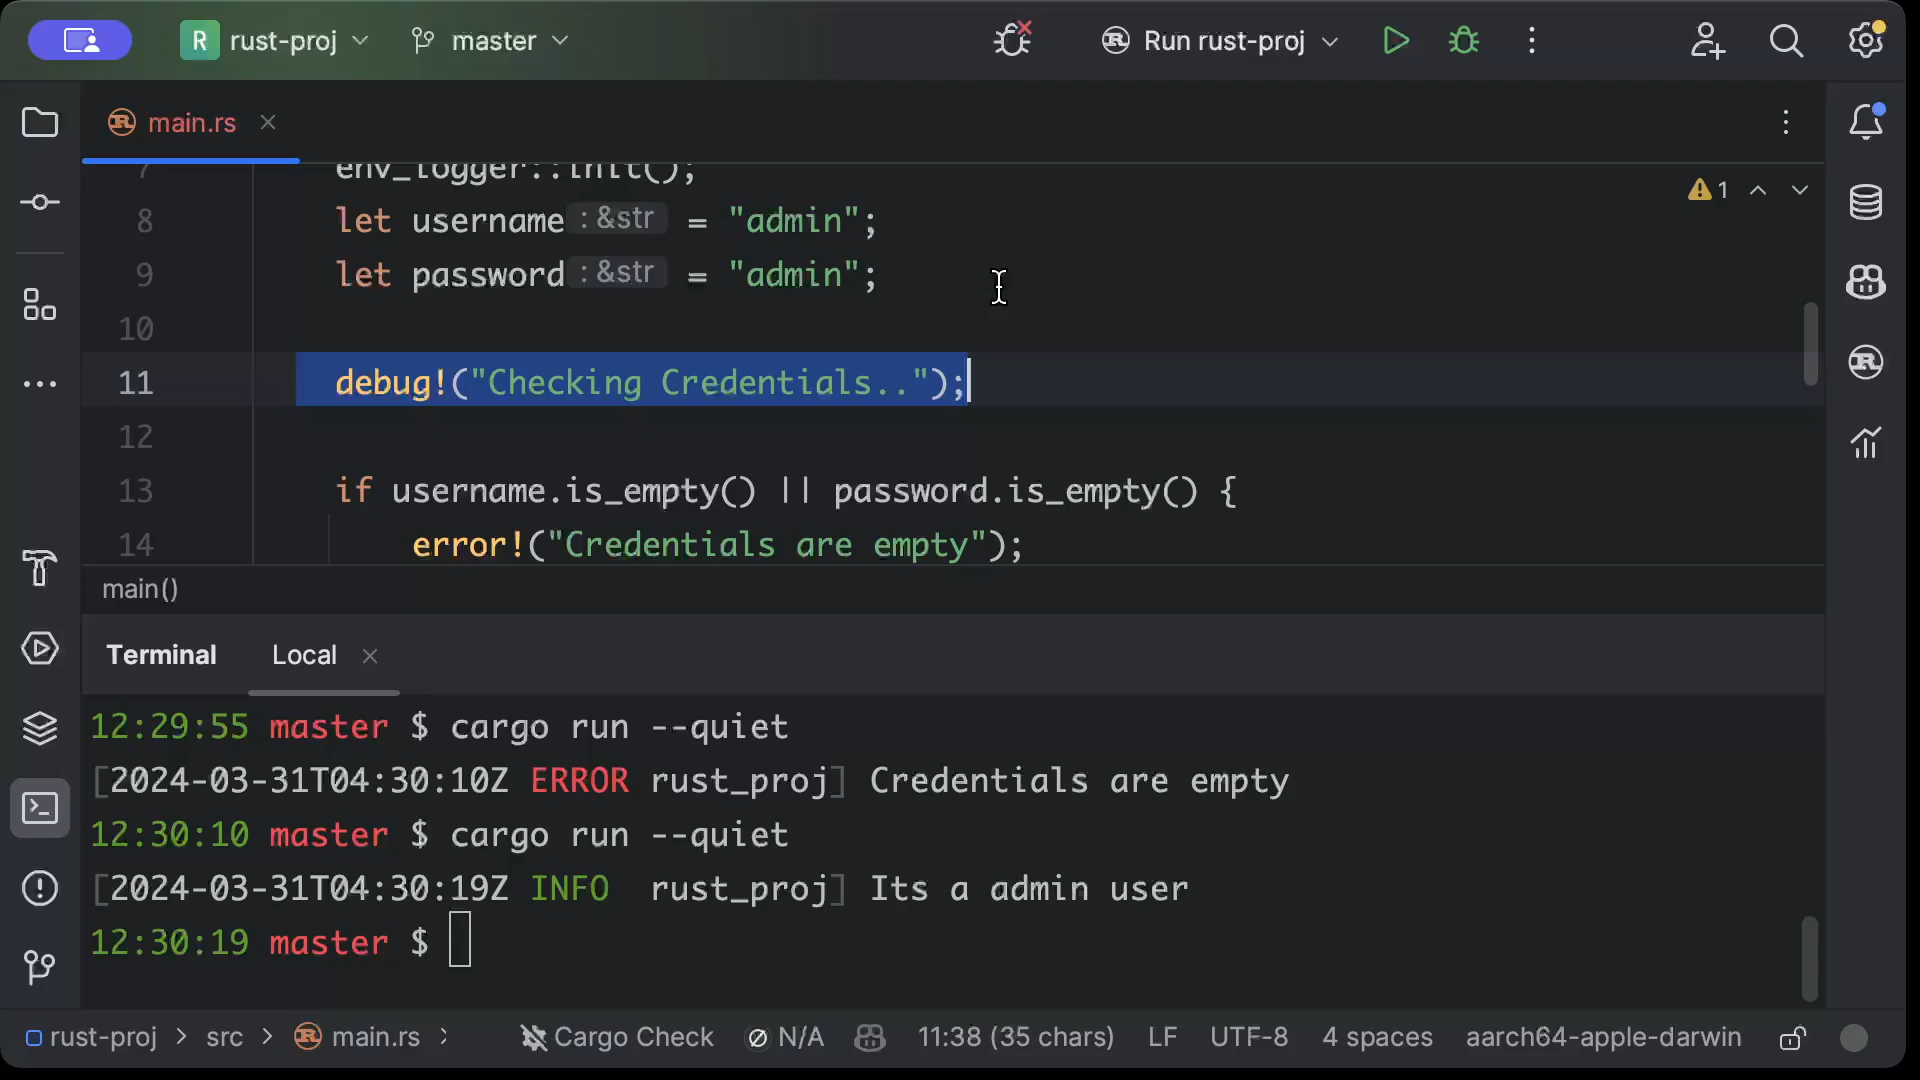 R rust-proj master Run rust-proj
main.rs
7 env_logger::init();
8 let username : &str = "admin";
9 let password : &str = "admin";
1
10
11 debug!("Checking Credentials..");
12
13 if username.is_empty() || password.is_empty() {
14 error!("Credentials are empty");
main()
Terminal Local
12:29:55 master $ cargo run --quiet
[2024-03-31T04:30:10Z ERROR rust_proj] Credentials are empty
12:30:10 master $ cargo run --quiet
[2024-03-31T04:30:19Z INFO  rust_proj] Its a admin user
12:30:19 master $
rust-proj > src > main.rs > Cargo Check N/A 11:38 (35 chars) LF UTF-8 4 spaces aarch64-apple-darwin